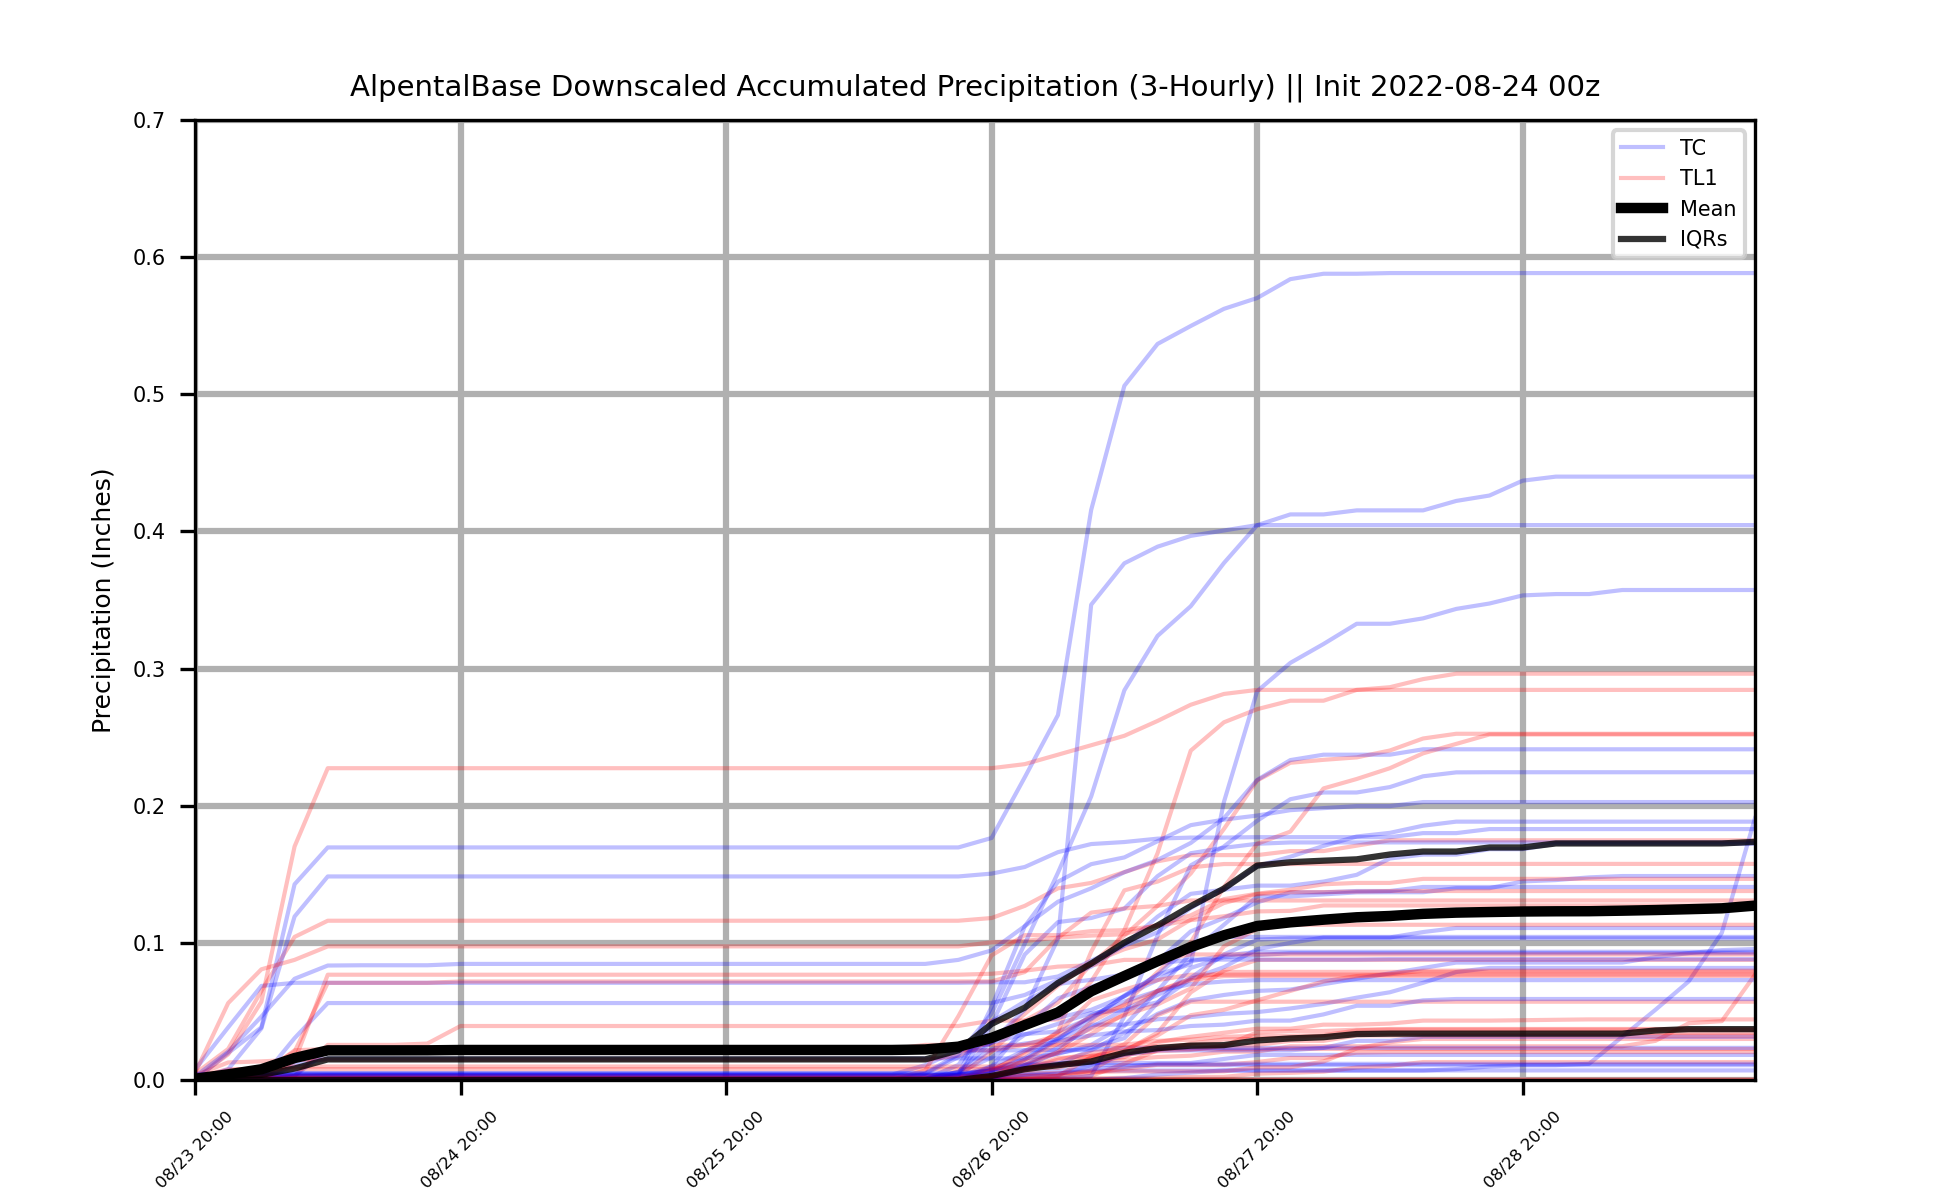 AlpentalBase Downscaled Accumulated Precipitation (3-Hourly) || Init 2022-08-24 00z
TC
TL1
Mean
IQRs
Precipitation (Inches)
0.7
0.6
0.5
0.4
0.3
0.2
0.1
0.0
08/23 20:00
08/24 20:00
08/25 20:00
08/26 20:00
08/27 20:00
08/28 20:00